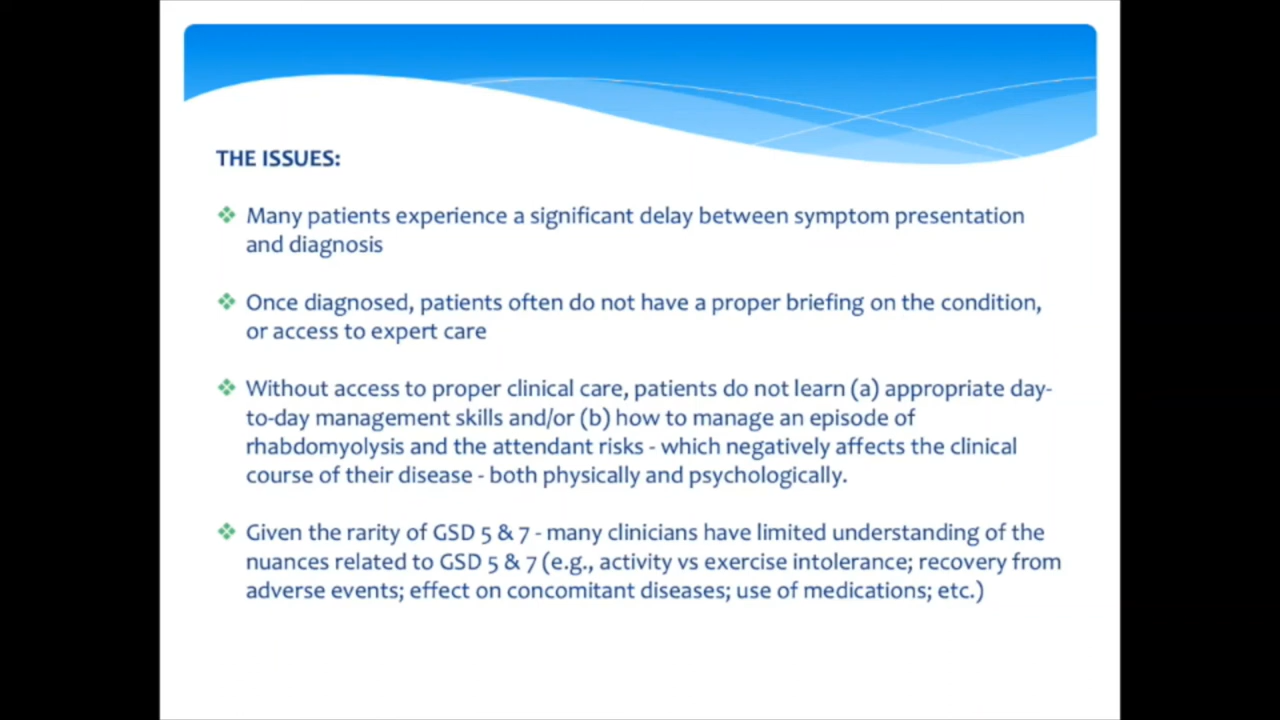 THE ISSUES:
Many patients experience a significant delay between symptom presentation
and diagnosis
Once diagnosed, patients often do not have a proper briefing on the condition,
or access to expert care
Without access to proper clinical care, patients do not learn (a) appropriate day-
to-day management skills and/or (b) how to manage an episode of
rhabdomyolysis and the attendant risks - which negatively affects the clinical
course of their disease - both physically and psychologically.
Given the rarity of GSD 5 & 7 - many clinicians have limited understanding of the
nuances related to GSD 5 & 7 (e.g., activity vs exercise intolerance; recovery from
adverse events; effect on concomitant diseases; use of medications; etc.)